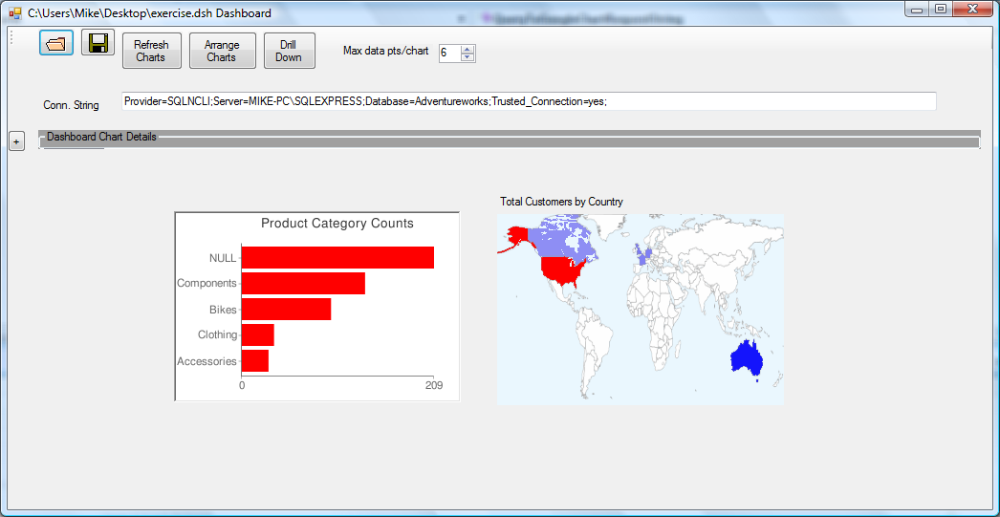 C:\Users\Mike\Desktop\exercise.dsh Dashboard
Refresh Charts
Arrange Charts
Drill Down
Max data pts/chart 6
Conn. String Provider=SQLNCLI;Server=MIKE-PC\SQLEXPRESS;Database=Adventureworks;Trusted_Connection=yes;
+ Dashboard Chart Details
Product Category Counts
NULL
Components
Bikes
Clothing
Accessories
0 209
Total Customers by Country